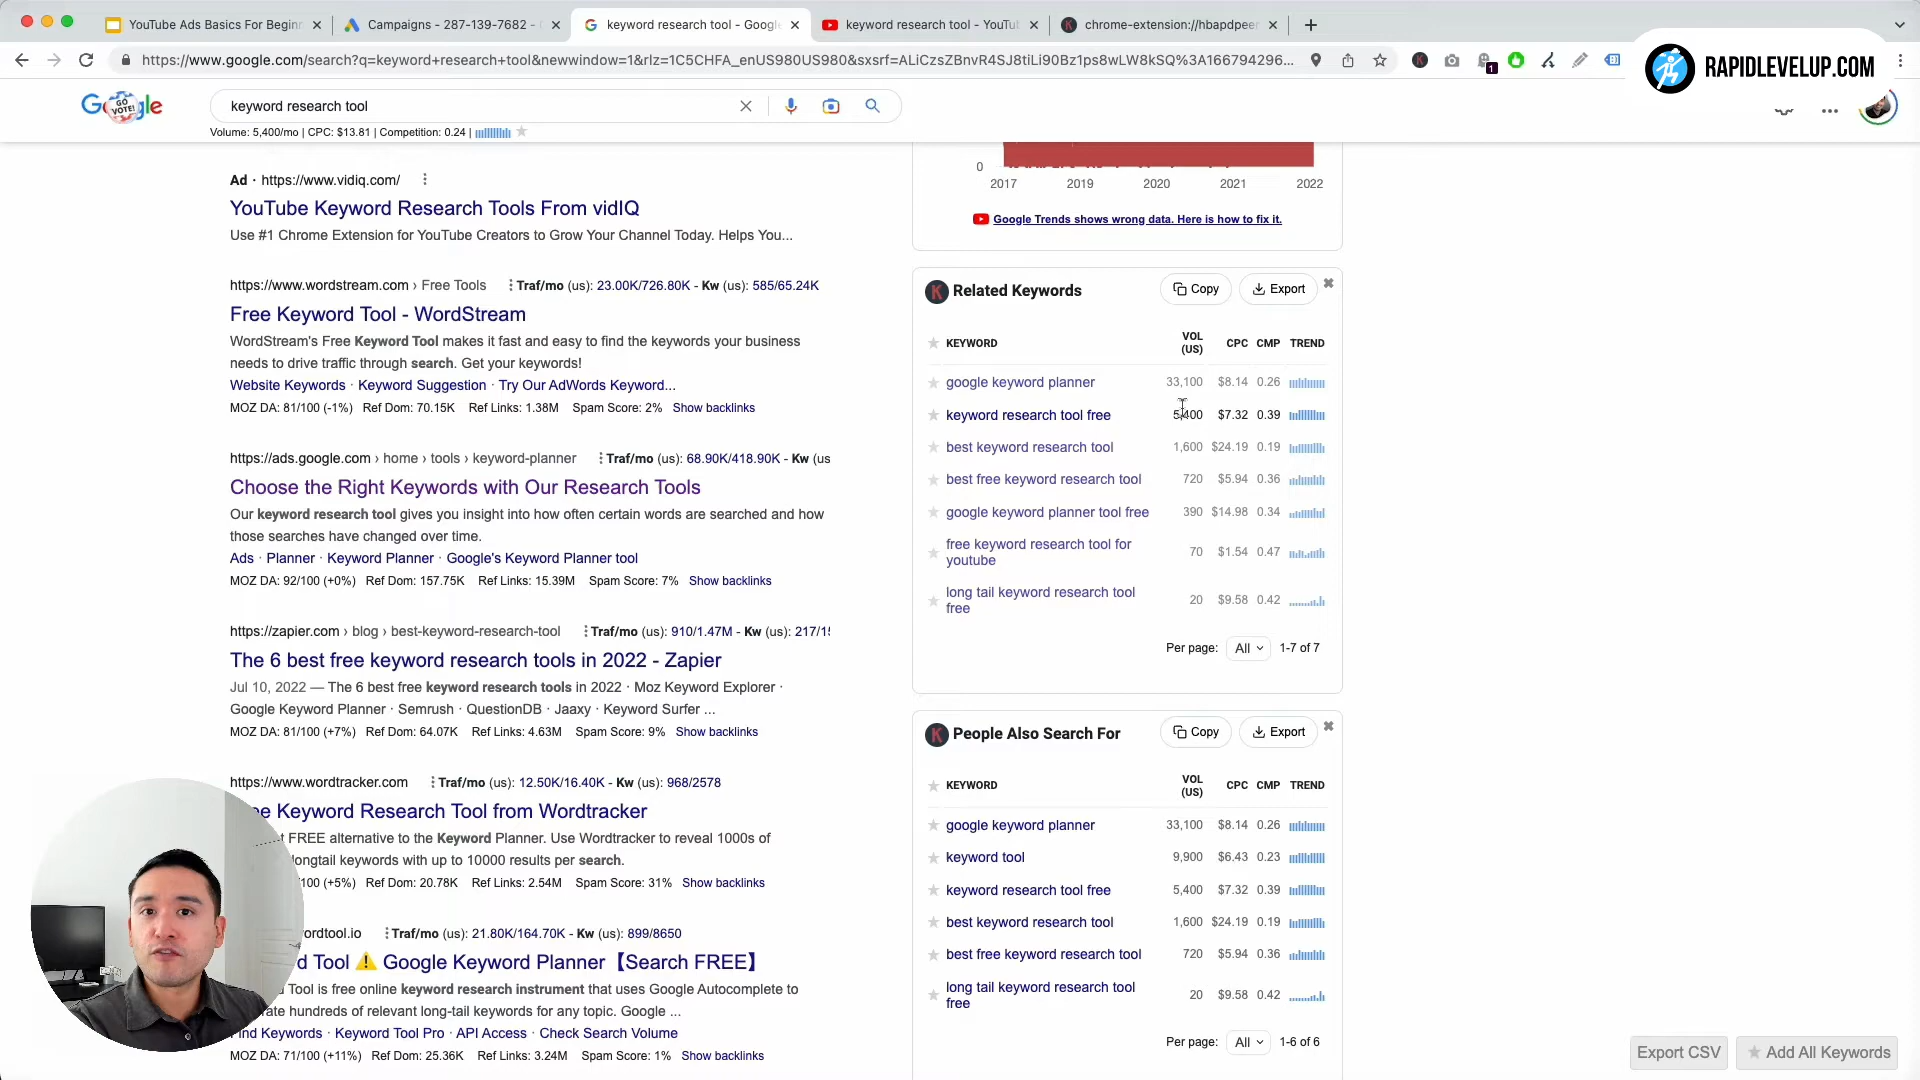 YouTube Ads Basics For Beginn
Campaigns - 287-139-7682 -
keyword research tool - Google
keyword research tool - YouTu
chrome-extension://hbapdpeen
https://www.google.com/search?q=keyword+research+tool&newwindow=1&rlz=1C5CHFA_enUS980US980&sxsrf=ALiCzsZBnvR4SJ8tiLi90Bz1ps8wLW8kSQ%3A166794296...
1
RAPIDLEVELUP.COM
Google
GO VOTE!
keyword research tool
Volume: 5,400/mo | CPC: $13.81 | Competition: 0.24 |
Ad · https://www.vidiq.com/
YouTube Keyword Research Tools From vidIQ
Use #1 Chrome Extension for YouTube Creators to Grow Your Channel Today. Helps You...
https://www.wordstream.com › Free Tools Traf/mo (us): 23.00K/726.80K - Kw (us): 585/65.24K
Free Keyword Tool - WordStream
WordStream's Free Keyword Tool makes it fast and easy to find the keywords your business
needs to drive traffic through search. Get your keywords!
Website Keywords · Keyword Suggestion · Try Our AdWords Keyword...
MOZ DA: 81/100 (-1%) Ref Dom: 70.15K Ref Links: 1.38M Spam Score: 2% Show backlinks
https://ads.google.com › home › tools › keyword-planner Traf/mo (us): 68.90K/418.90K - Kw (us
Choose the Right Keywords with Our Research Tools
Our keyword research tool gives you insight into how often certain words are searched and how
those searches have changed over time.
Ads · Planner · Keyword Planner · Google's Keyword Planner tool
MOZ DA: 92/100 (+0%) Ref Dom: 157.75K Ref Links: 15.39M Spam Score: 7% Show backlinks
https://zapier.com › blog › best-keyword-research-tool Traf/mo (us): 910/1.47M - Kw (us): 217/15
The 6 best free keyword research tools in 2022 - Zapier
Jul 10, 2022 — The 6 best free keyword research tools in 2022 · Moz Keyword Explorer ·
Google Keyword Planner · Semrush · QuestionDB · Jaaxy · Keyword Surfer ...
MOZ DA: 81/100 (+7%) Ref Dom: 64.07K Ref Links: 4.63M Spam Score: 9% Show backlinks
https://www.wordtracker.com Traf/mo (us): 12.50K/16.40K - Kw (us): 968/2578
ee Keyword Research Tool from Wordtracker
t FREE alternative to the Keyword Planner. Use Wordtracker to reveal 1000s of
longtail keywords with up to 10000 results per search.
/100 (+5%) Ref Dom: 20.78K Ref Links: 2.54M Spam Score: 31% Show backlinks
ordtool.io Traf/mo (us): 21.80K/164.70K - Kw (us): 899/8650
d Tool ⚠️ Google Keyword Planner【Search FREE】
Tool is free online keyword research instrument that uses Google Autocomplete to
rate hundreds of relevant long-tail keywords for any topic. Google ...
Find Keywords · Keyword Tool Pro · API Access · Check Search Volume
MOZ DA: 71/100 (+11%) Ref Dom: 25.36K Ref Links: 3.24M Spam Score: 1% Show backlinks
0
2017 2019 2020 2021 2022
Google Trends shows wrong data. Here is how to fix it.
K Related Keywords Copy Export
KEYWORD VOL (US) CPC CMP TREND
google keyword planner 33,100 $8.14 0.26
keyword research tool free 5,400 $7.32 0.39
best keyword research tool 1,600 $24.19 0.19
best free keyword research tool 720 $5.94 0.36
google keyword planner tool free 390 $14.98 0.34
free keyword research tool for
youtube 70 $1.54 0.47
long tail keyword research tool
free 20 $9.58 0.42
Per page: All 1-7 of 7
K People Also Search For Copy Export
KEYWORD VOL (US) CPC CMP TREND
google keyword planner 33,100 $8.14 0.26
keyword tool 9,900 $6.43 0.23
keyword research tool free 5,400 $7.32 0.39
best keyword research tool 1,600 $24.19 0.19
best free keyword research tool 720 $5.94 0.36
long tail keyword research tool
free 20 $9.58 0.42
Per page: All 1-6 of 6
Export CSV
Add All Keywords